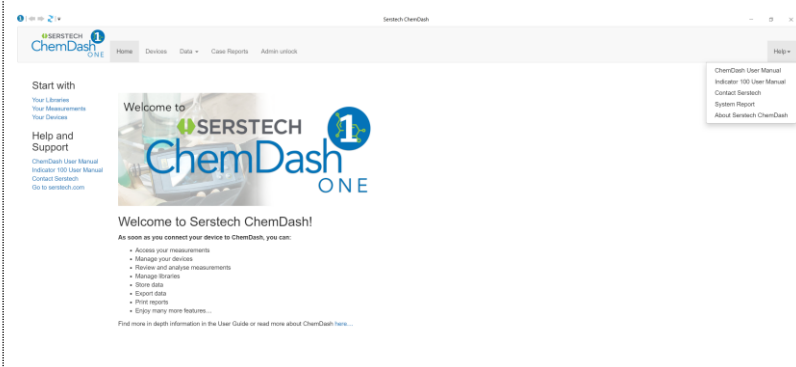 Serstech ChemDash
SERSTECH
ChemDash 1
ONE
Home Devices Data Case Reports Admin unlock Help
ChemDash User Manual
Indicator 100 User Manual
Contact Serstech
System Report
About Serstech ChemDash
Start with
Your Libraries
Your Measurements
Your Devices
Help and
Support
ChemDash User Manual
Indicator 100 User Manual
Contact Serstech
Go to serstech.com
Welcome to
SERSTECH
ChemDash 1
ONE
Welcome to Serstech ChemDash!
As soon as you connect your device to ChemDash, you can:
• Access your measurements
• Manage your devices
• Review and analyse measurements
• Manage libraries
• Store data
• Export data
• Print reports
• Enjoy many more features…
Find more in depth information in the User Guide or read more about ChemDash here…